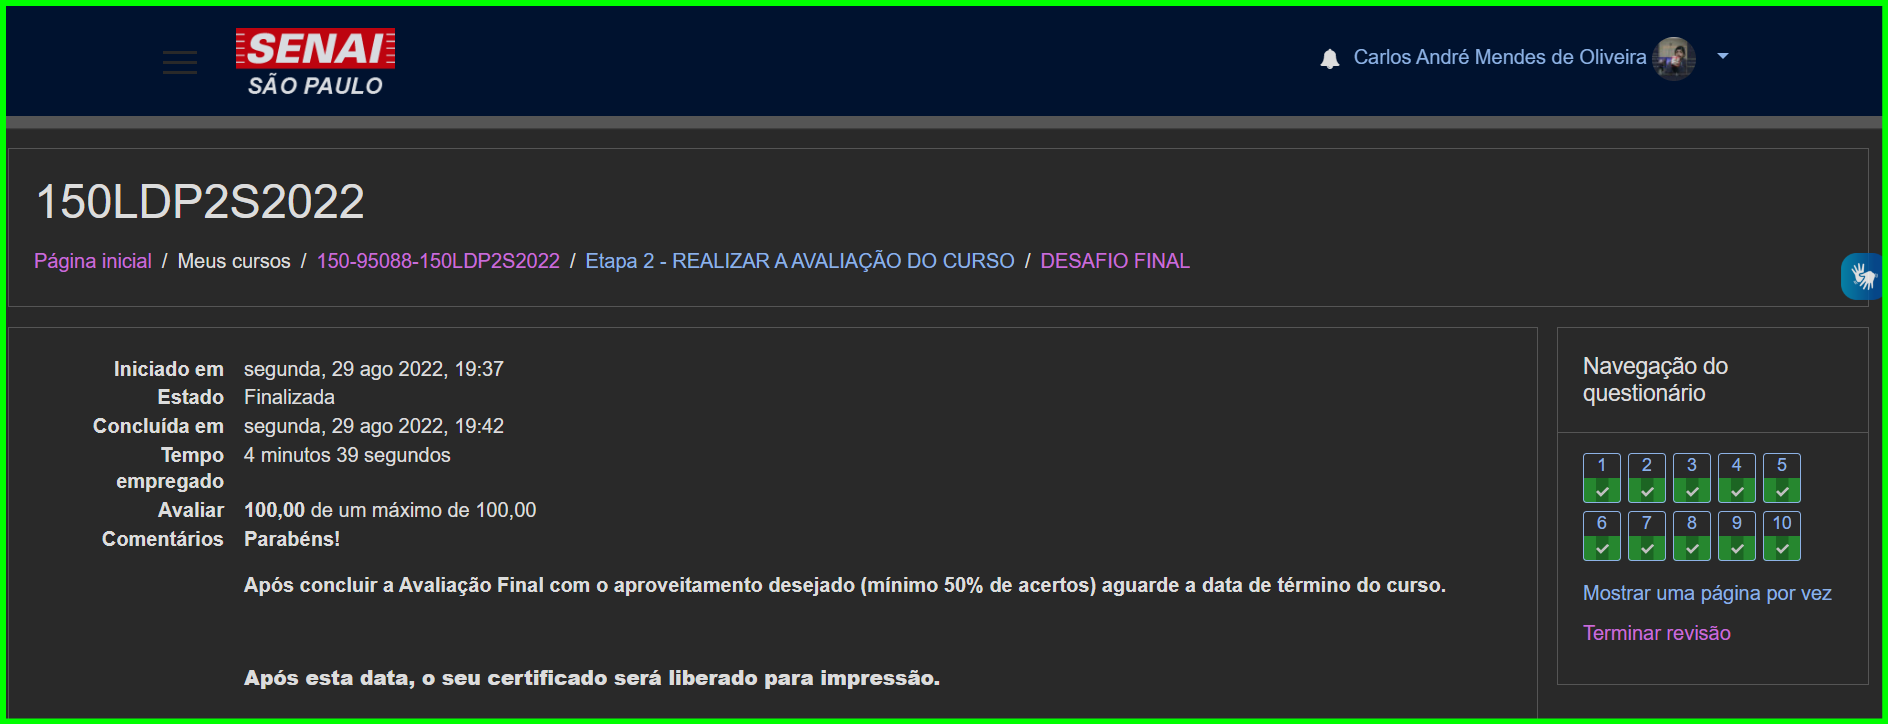 SENAI
SÃO PAULO
Carlos André Mendes de Oliveira
150LDP2S2022
Página inicial / Meus cursos / 150-95088-150LDP2S2022 / Etapa 2 - REALIZAR A AVALIAÇÃO DO CURSO / DESAFIO FINAL
Iniciado em segunda, 29 ago 2022, 19:37
Estado Finalizada
Concluída em segunda, 29 ago 2022, 19:42
Tempo empregado 4 minutos 39 segundos
Avaliar 100,00 de um máximo de 100,00
Comentários Parabéns!
Após concluir a Avaliação Final com o aproveitamento desejado (mínimo 50% de acertos) aguarde a data de término do curso.
Após esta data, o seu certificado será liberado para impressão.
Navegação do
questionário
1 2 3 4 5
6 7 8 9 10
Mostrar uma página por vez
Terminar revisão